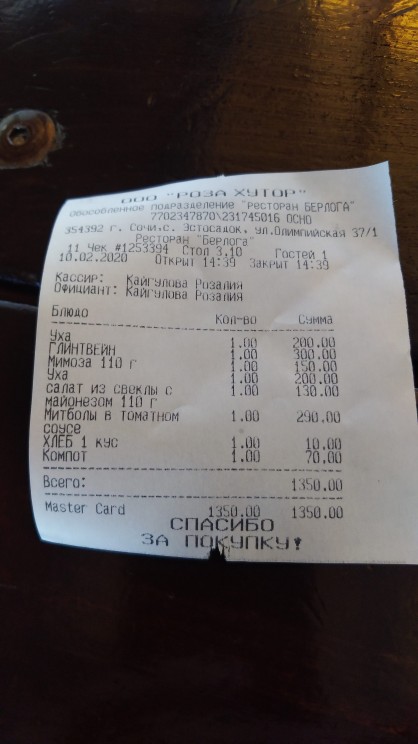 ООО "РОЗА ХУТОР"
Обособленное подразделение "Ресторан БЕРЛОГА"
7702347870\231745016 ОСНО
354392 г. Сочи,с. Эстосадок, ул.Олимпийская 37/1
Ресторан "Берлога"
11 Чек #1253394 Стол 3.10 Гостей 1
10.02.2020 Открыт 14:39 Закрыт 14:39
Кассир: Кайгулова Розалия
Официант: Кайгулова Розалия
Блюдо Кол-во Сумма
Уха 1.00 200.00
ГЛИНТВЕЙН 1.00 300.00
Мимоза 110 г 1.00 150.00
Уха 1.00 200.00
салат из свеклы с 1.00 130.00
майонезом 110 г
Митболы в томатном 1.00 290.00
соусе
ХЛЕБ 1 кус 1.00 10.00
Компот 1.00 70.00
Всего: 1350.00
Master Card 1350.00 1350.00
СПАСИБО
ЗА ПОКУПКУ!